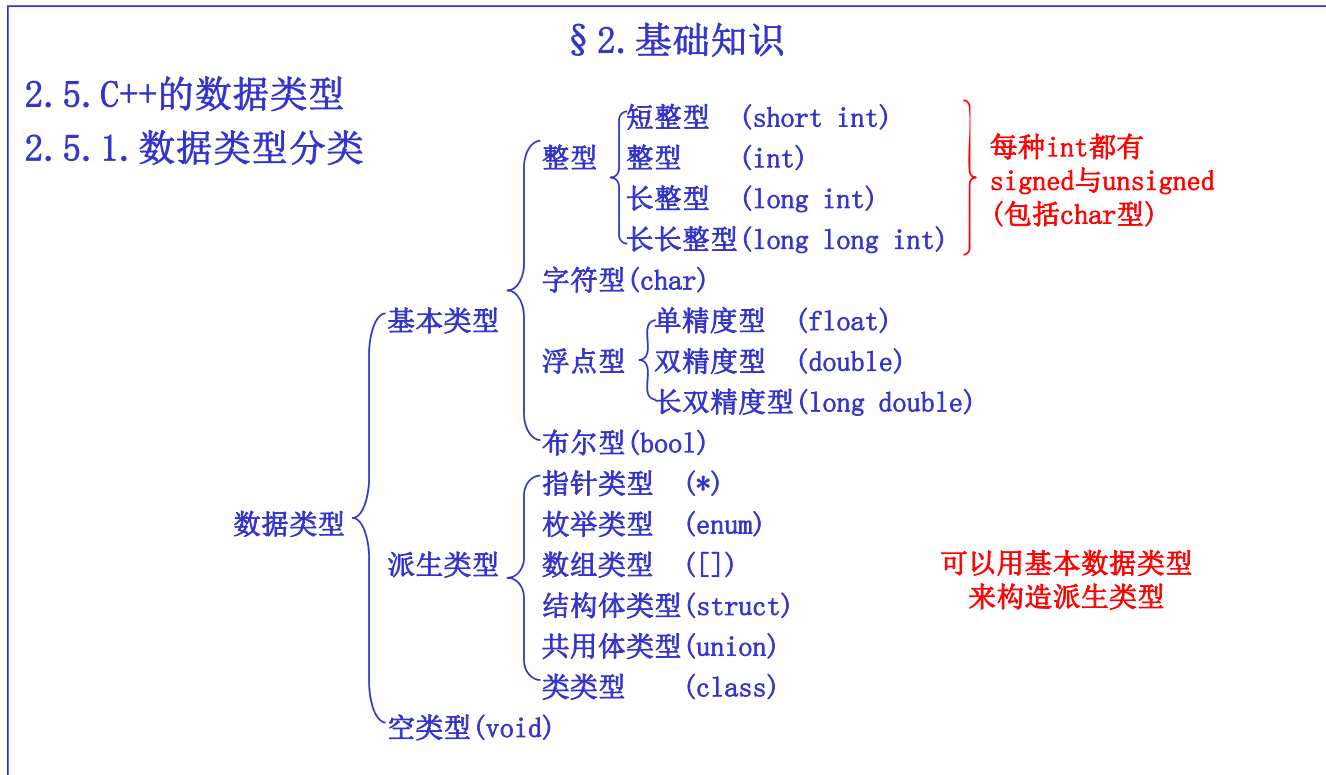 §2.基础知识
2.5.C++的数据类型
2.5.1.数据类型分类
数据类型
基本类型
整型
短整型 (short int)
整型 (int)
长整型 (long int)
长长整型(long long int)
每种int都有
signed与unsigned
(包括char型)
字符型(char)
浮点型
单精度型 (float)
双精度型 (double)
长双精度型(long double)
布尔型(bool)
派生类型
指针类型 (*)
枚举类型 (enum)
数组类型 ([])
结构体类型(struct)
共用体类型(union)
类类型 (class)
可以用基本数据类型
来构造派生类型
空类型(void)